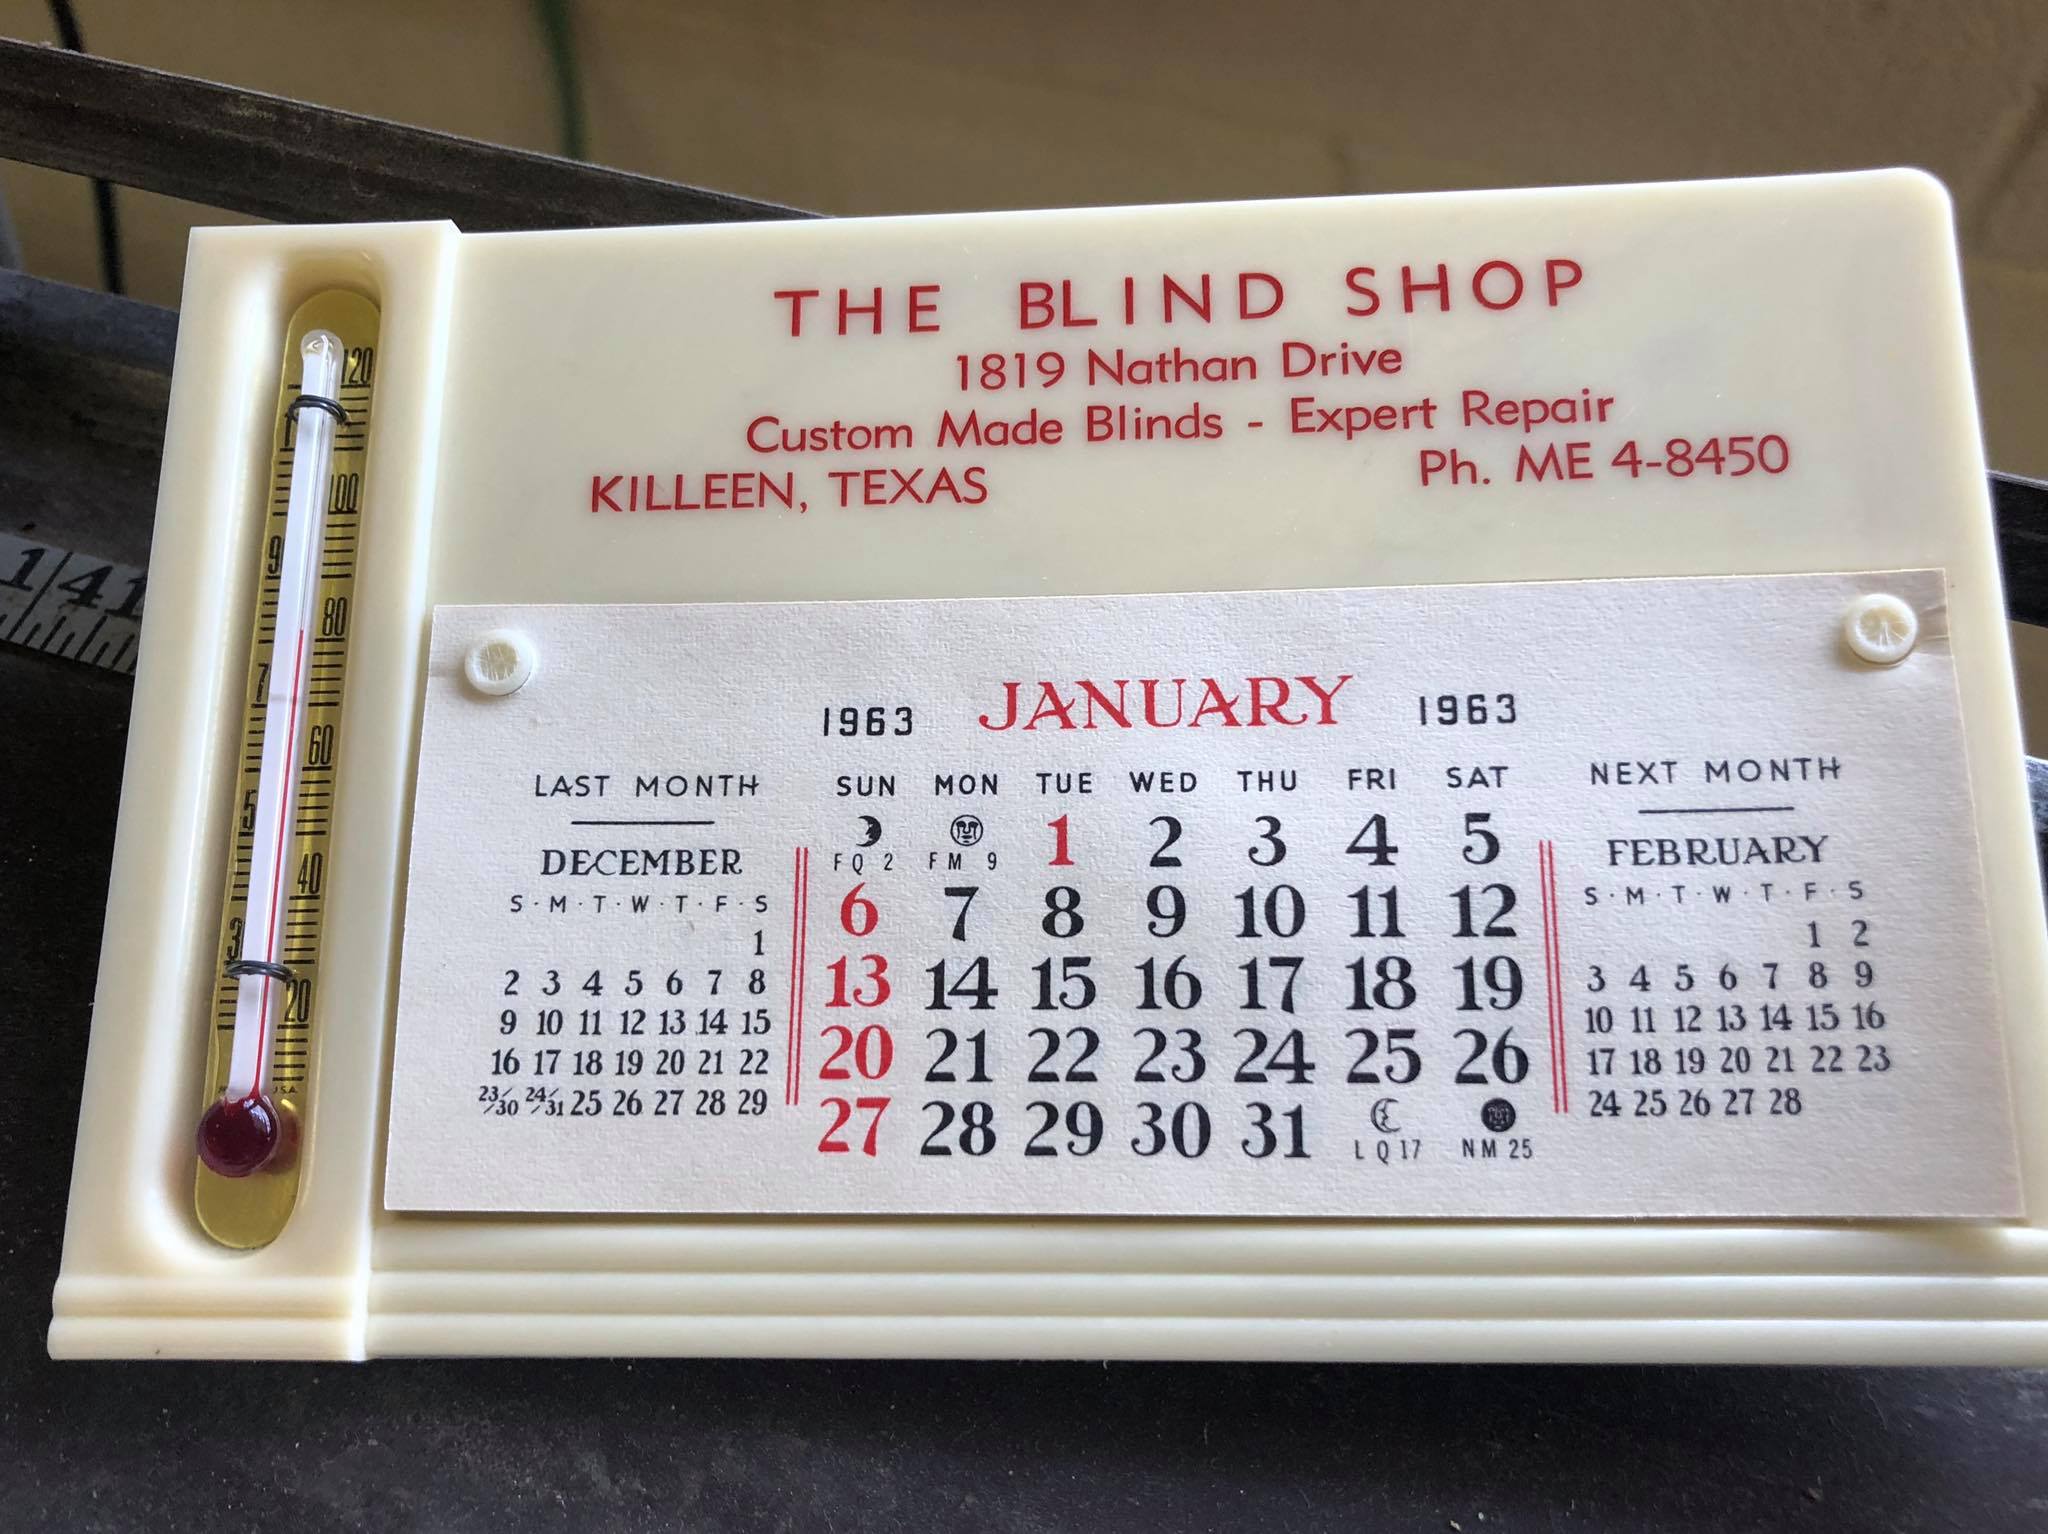 THE BLIND SHOP
1819 Nathan Drive
Custom Made Blinds - Expert Repair
KILLEEN, TEXAS Ph. ME 4-8450
120
100
9
80
7
60
5
40
3
20
U.S.A.
1 41
1963 JANUARY 1963
LAST MONTH
DECEMBER
S · M · T · W · T · F · S
1
2 3 4 5 6 7 8
9 10 11 12 13 14 15
16 17 18 19 20 21 22
23/30 24/31 25 26 27 28 29
SUN MON TUE WED THU FRI SAT
FQ 2 FM 9 1 2 3 4 5
6 7 8 9 10 11 12
13 14 15 16 17 18 19
20 21 22 23 24 25 26
27 28 29 30 31 LQ 17 NM 25
NEXT MONTH
FEBRUARY
S · M · T · W · T · F · S
1 2
3 4 5 6 7 8 9
10 11 12 13 14 15 16
17 18 19 20 21 22 23
24 25 26 27 28